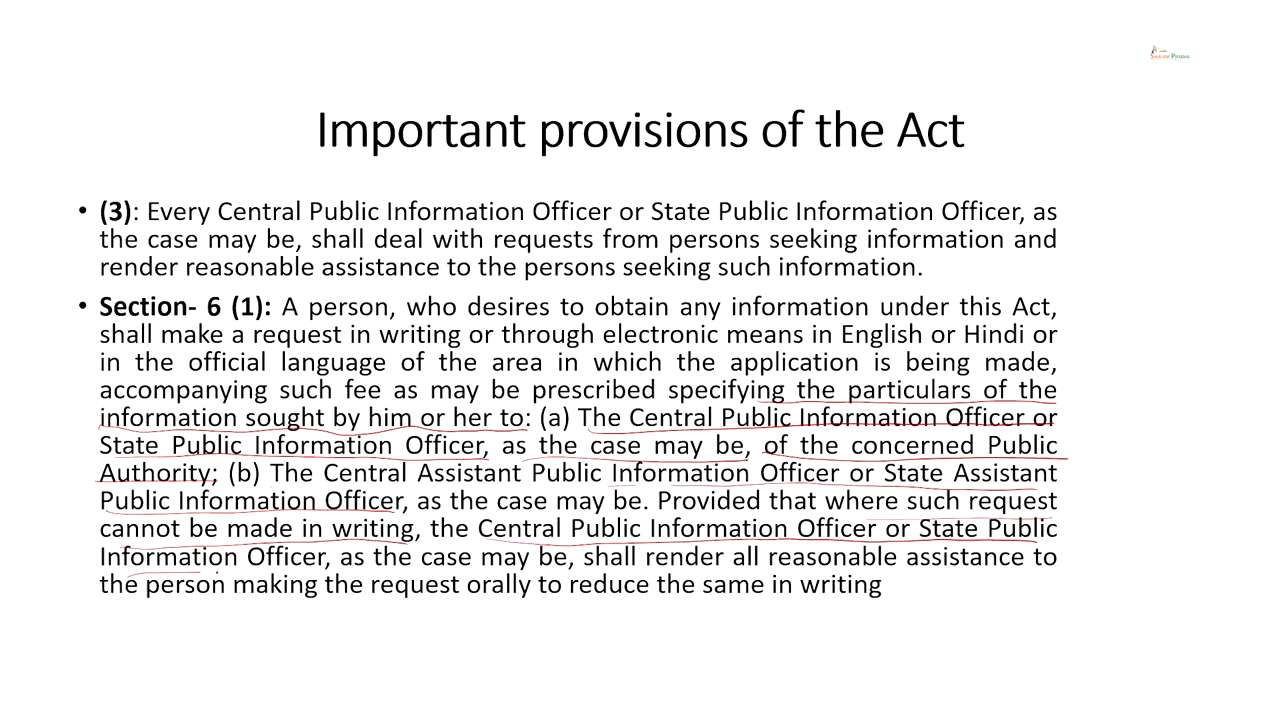 Important provisions of the Act
• (3): Every Central Public Information Officer or State Public Information Officer, as
the case may be, shall deal with requests from persons seeking information and
render reasonable assistance to the persons seeking such information.
• Section- 6 (1): A person, who desires to obtain any information under this Act,
shall make a request in writing or through electronic means in English or Hindi or
in the official language of the area in which the application is being made,
accompanying such fee as may be prescribed specifying the particulars of the
information sought by him or her to: (a) The Central Public Information Officer or
State Public Information Officer, as the case may be, of the concerned Public
Authority; (b) The Central Assistant Public Information Officer or State Assistant
Public Information Officer, as the case may be. Provided that where such request
cannot be made in writing, the Central Public Information Officer or State Public
Information Officer, as the case may be, shall render all reasonable assistance to
the person making the request orally to reduce the same in writing